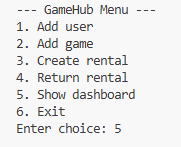 --- GameHub Menu ---
1. Add user
2. Add game
3. Create rental
4. Return rental
5. Show dashboard
6. Exit
Enter choice: 5